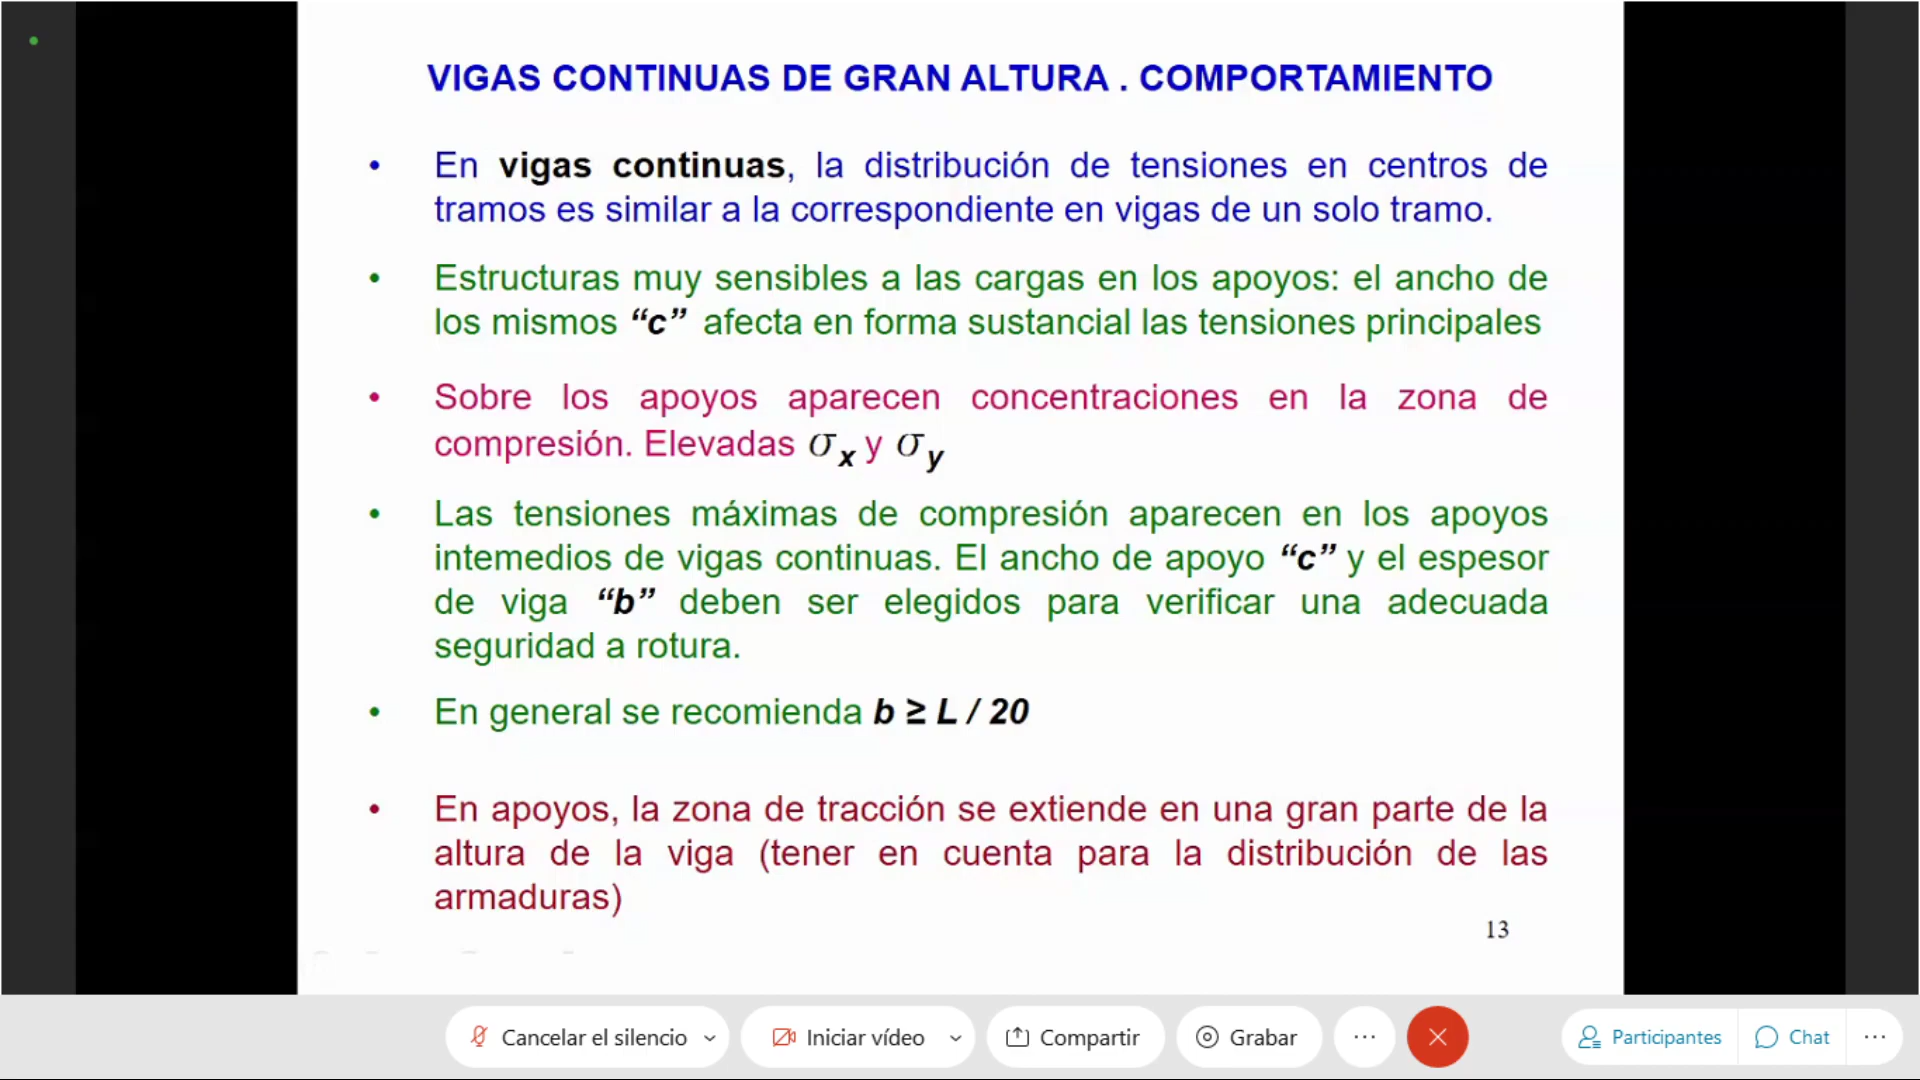 VIGAS CONTINUAS DE GRAN ALTURA . COMPORTAMIENTO
• En vigas continuas, la distribución de tensiones en centros de
tramos es similar a la correspondiente en vigas de un solo tramo.
• Estructuras muy sensibles a las cargas en los apoyos: el ancho de
los mismos “c” afecta en forma sustancial las tensiones principales
• Sobre los apoyos aparecen concentraciones en la zona de
compresión. Elevadas σx y σy
• Las tensiones máximas de compresión aparecen en los apoyos
intemedios de vigas continuas. El ancho de apoyo “c” y el espesor
de viga “b” deben ser elegidos para verificar una adecuada
seguridad a rotura.
• En general se recomienda b ≥ L / 20
• En apoyos, la zona de tracción se extiende en una gran parte de la
altura de la viga (tener en cuenta para la distribución de las
armaduras)
13
Cancelar el silencio
Iniciar vídeo
Compartir
Grabar
Participantes
Chat